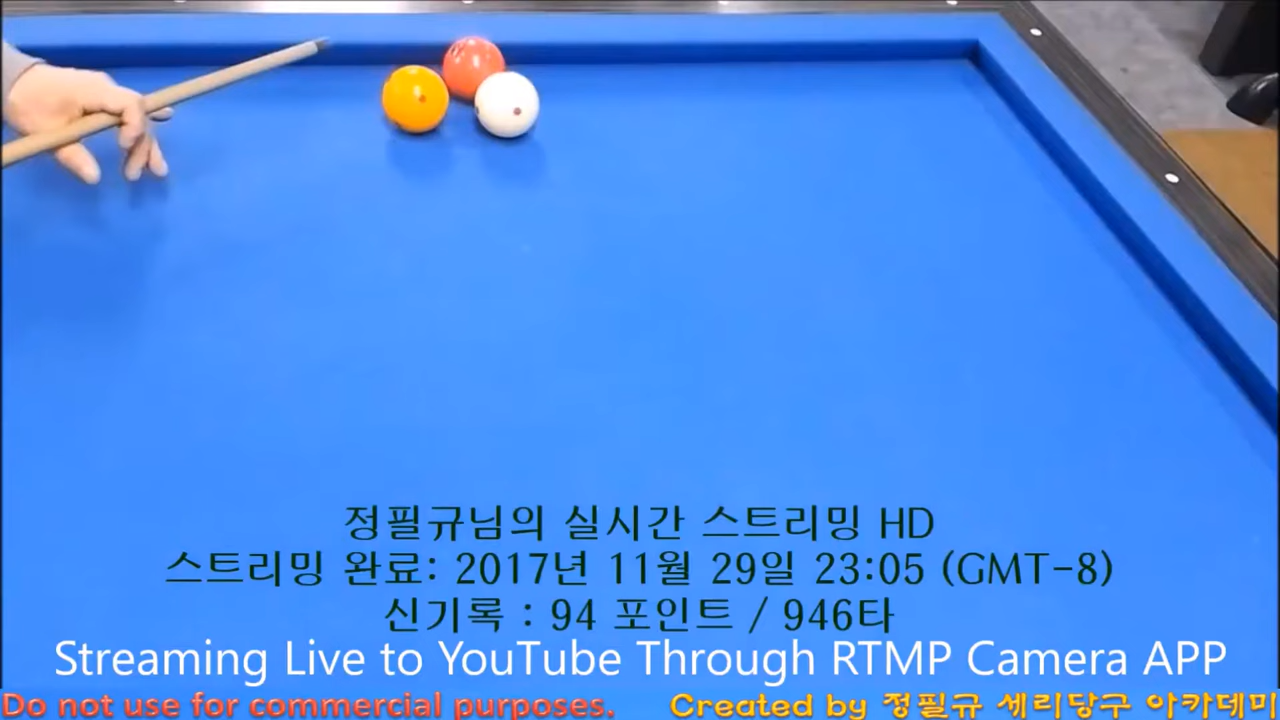 정필규님의 실시간 스트리밍 HD
스트리밍 완료: 2017년 11월 29일 23:05 (GMT-8)
신기록 : 94 포인트 / 946타
Streaming Live to YouTube Through RTMP Camera APP
Do not use for commercial purposes. Created by 정필규 세리당구 아카데미